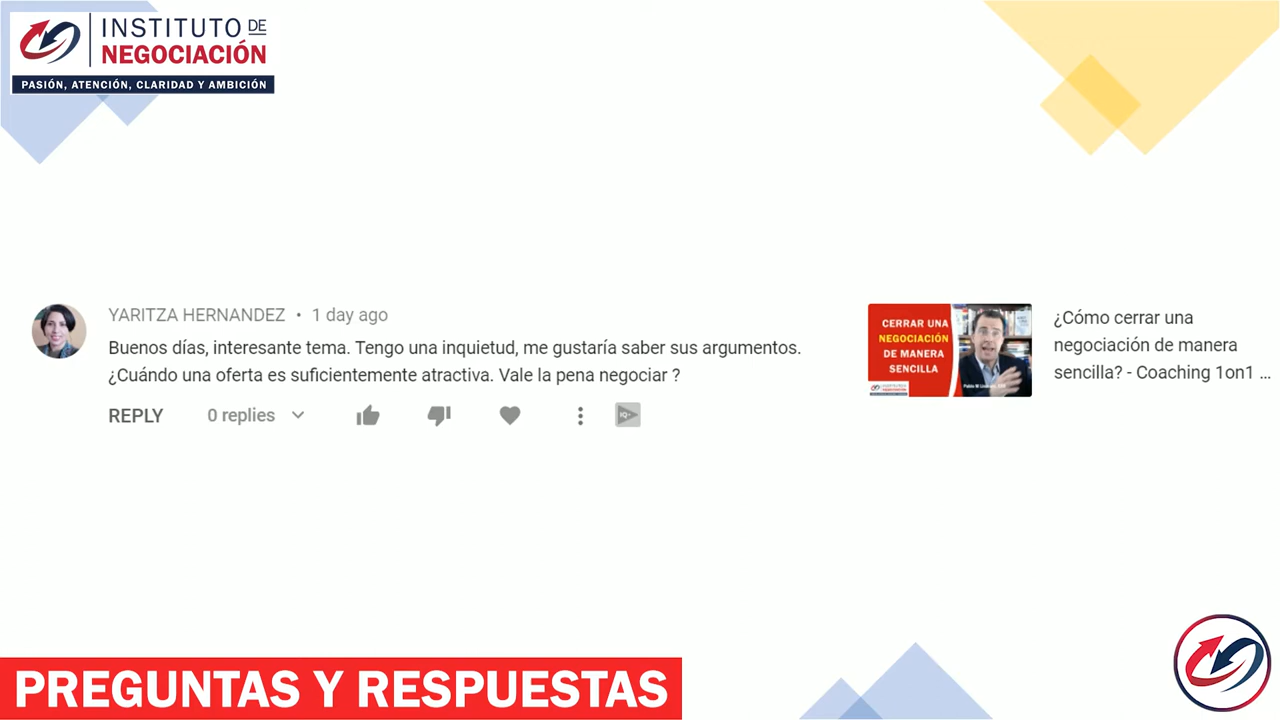 INSTITUTO DE
NEGOCIACIÓN
PASIÓN, ATENCIÓN, CLARIDAD Y AMBICIÓN
YARITZA HERNANDEZ • 1 day ago
Buenos días, interesante tema. Tengo una inquietud, me gustaría saber sus argumentos.
¿Cuándo una oferta es suficientemente atractiva. Vale la pena negociar ?
REPLY 0 replies
CERRAR UNA
NEGOCIACIÓN
DE MANERA
SENCILLA
¿Cómo cerrar una
negociación de manera
sencilla? - Coaching 1on1 ...
PREGUNTAS Y RESPUESTAS